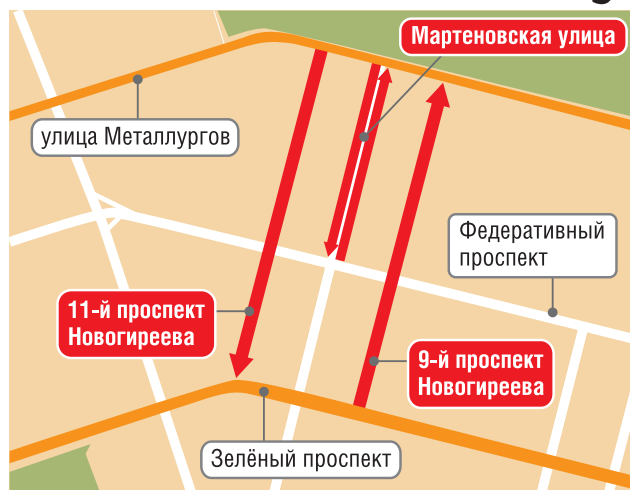 Мартеновская улица
улица Металлургов
Федеративный
проспект
11-й проспект
Новогиреева
9-й проспект
Новогиреева
Зелёный проспект